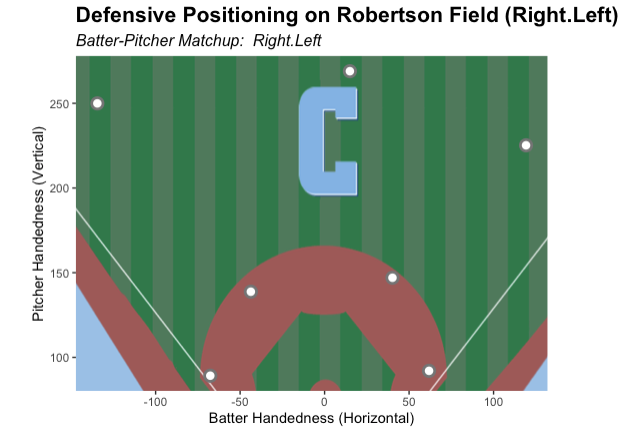 Defensive Positioning on Robertson Field (Right.Left)
Batter-Pitcher Matchup:  Right.Left
250
200
150
100
Pitcher Handedness (Vertical)
C
-100
-50
0
50
100
Batter Handedness (Horizontal)